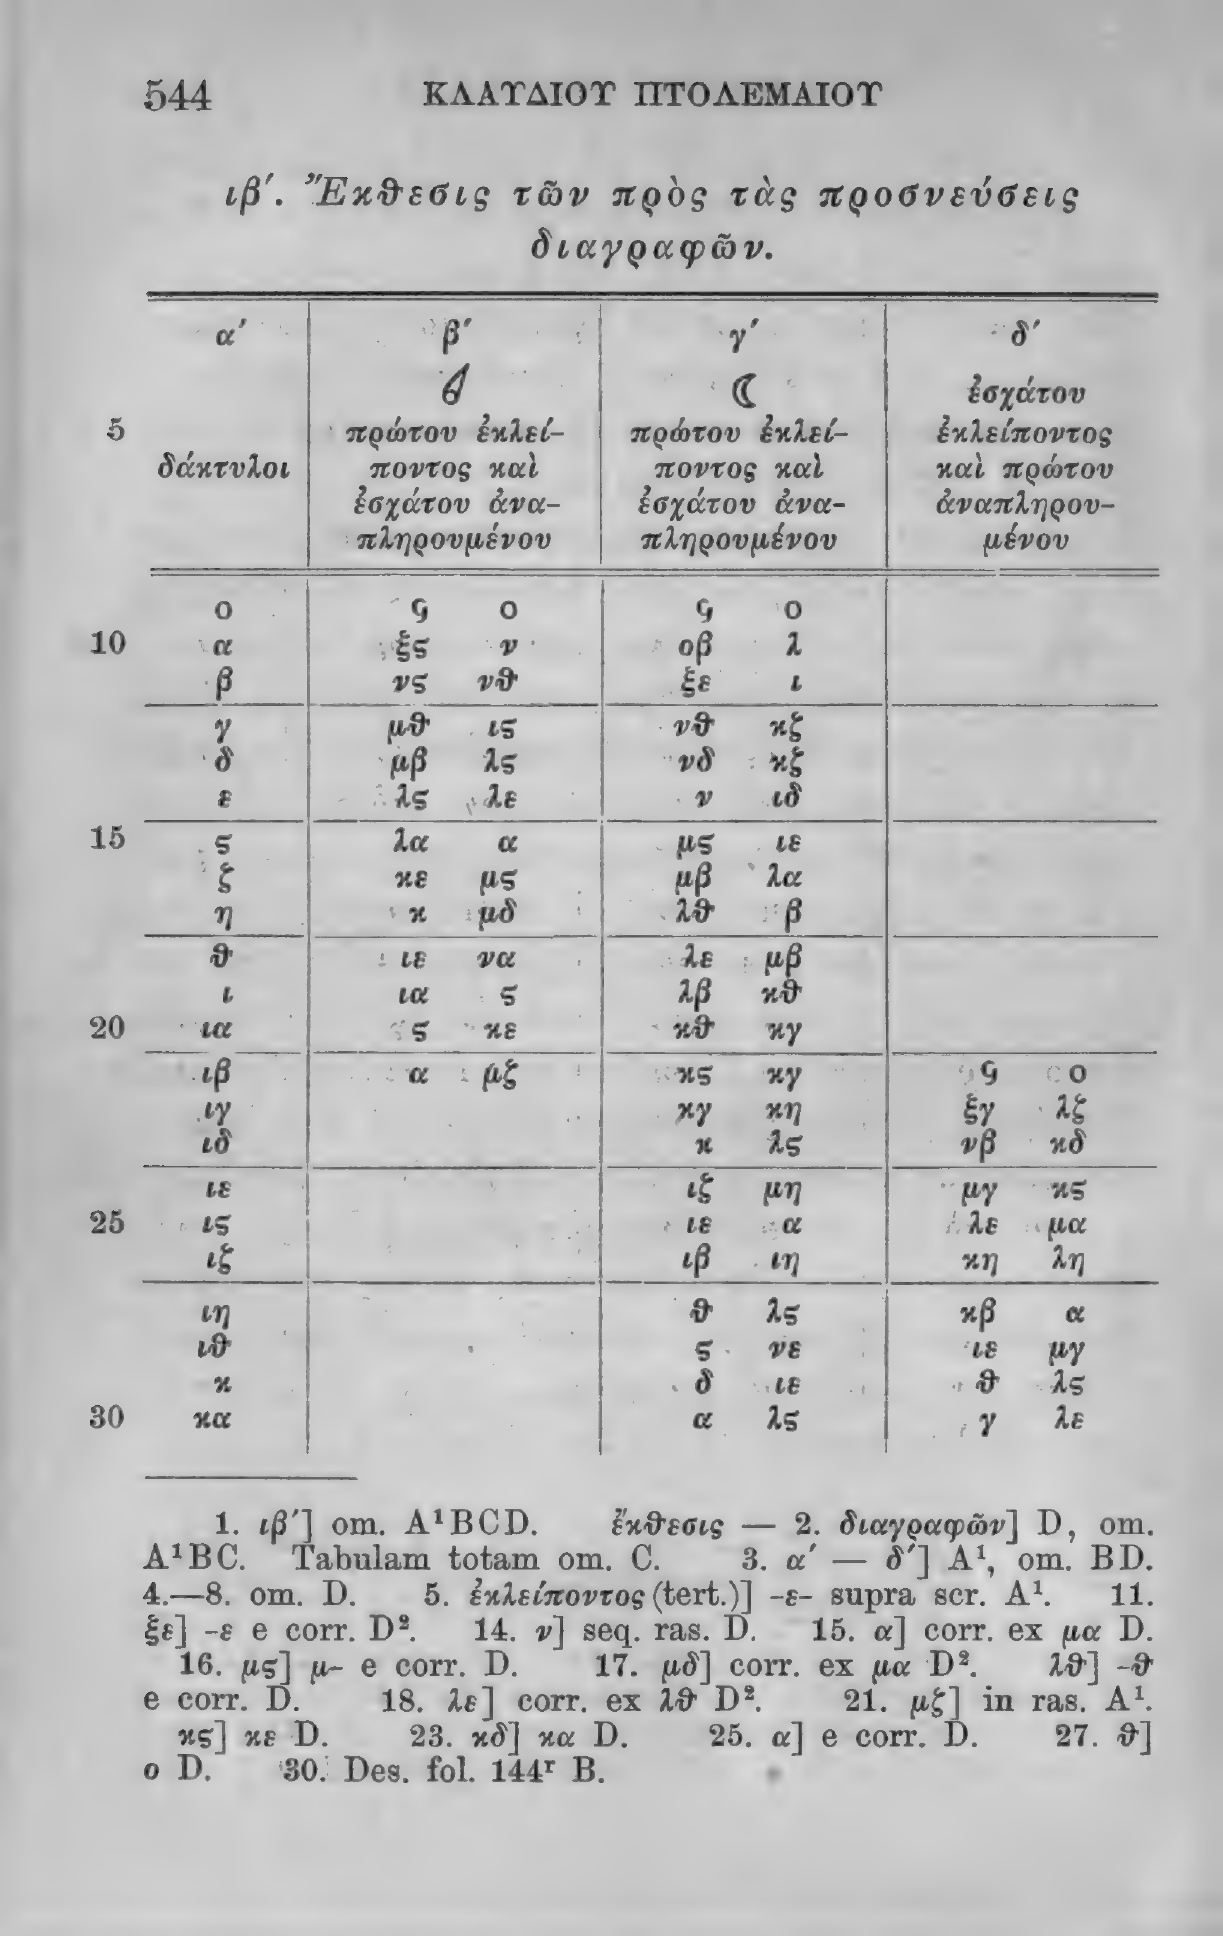 544 ΚΛΑΥΔΙΟΥ ΠΤΟΛΕΜΑΙΟΥ
ιβ′. Ἔκθεσις τῶν πρὸς τὰς προσνεύσεις
διαγραφῶν.
α′ β′ γ′ δ′
☾ ἐσχάτου
5 πρώτου ἐκλεί- πρώτου ἐκλεί- ἐκλείποντος
δάκτυλοι ποντος καὶ ποντος καὶ καὶ πρώτου
ἐσχάτου ἀνα- ἐσχάτου ἀνα- ἀναπληρου-
πληρουμένου πληρουμένου μένου
ο ϙ ο ϙ ο
10 α ξϛ ν οβ λ
β νϛ νθ ξε ι
γ μθ ιϛ νθ κζ
δ μβ λϛ νδ κζ
ε λϛ λε ν ιδ
15 ϛ λα α μϛ ιε
ζ κε μϛ μβ λα
η κ μδ λθ β
θ ιε να λε μβ
ι ια ϛ λβ κθ
20 ια ϛ κε κθ κγ
ιβ α μζ κϛ κγ ϙ ο
ιγ κγ κη ξγ λζ
ιδ κ λϛ νβ κδ
ιε ιζ μη μγ κϛ
25 ιϛ ιε α λε μα
ιζ ιβ ιη κη λη
ιη θ λϛ κβ α
ιθ ϛ νε ιε μγ
κ δ ιε θ λϛ
30 κα α λϛ γ λε
1. ιβ′] om. A¹BCD. ἔκθεσις — 2. διαγραφῶν] D, om.
A¹BC. Tabulam totam om. C. 3. α′ — δ′] A¹, om. BD.
4.—8. om. D. 5. ἐκλείποντος (tert.)] -ε- supra scr. A¹. 11.
ξε] -ε e corr. D². 14. ν] seq. ras. D. 15. α] corr. ex μα D.
16. μϛ] μ- e corr. D. 17. μδ] corr. ex μα D². λθ] -θ
e corr. D. 18. λε] corr. ex λθ D². 21. μζ] in ras. A¹.
κϛ] κε D. 23. κδ] κα D. 25. α] e corr. D. 27. θ]
ο D. 30. Des. fol. 144ʳ B.